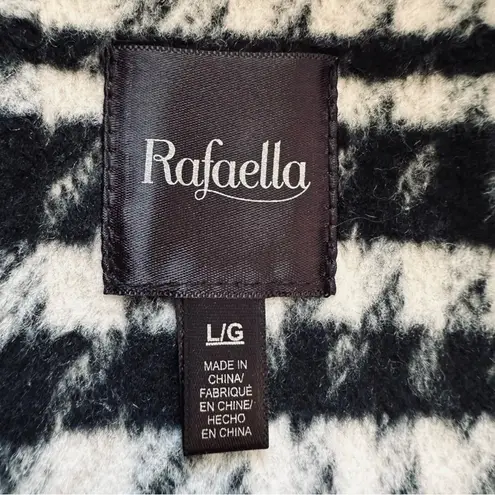 Rafaella
L/G
MADE IN
CHINA/
FABRIQUÉ
EN CHINE/
HECHO
EN CHINA